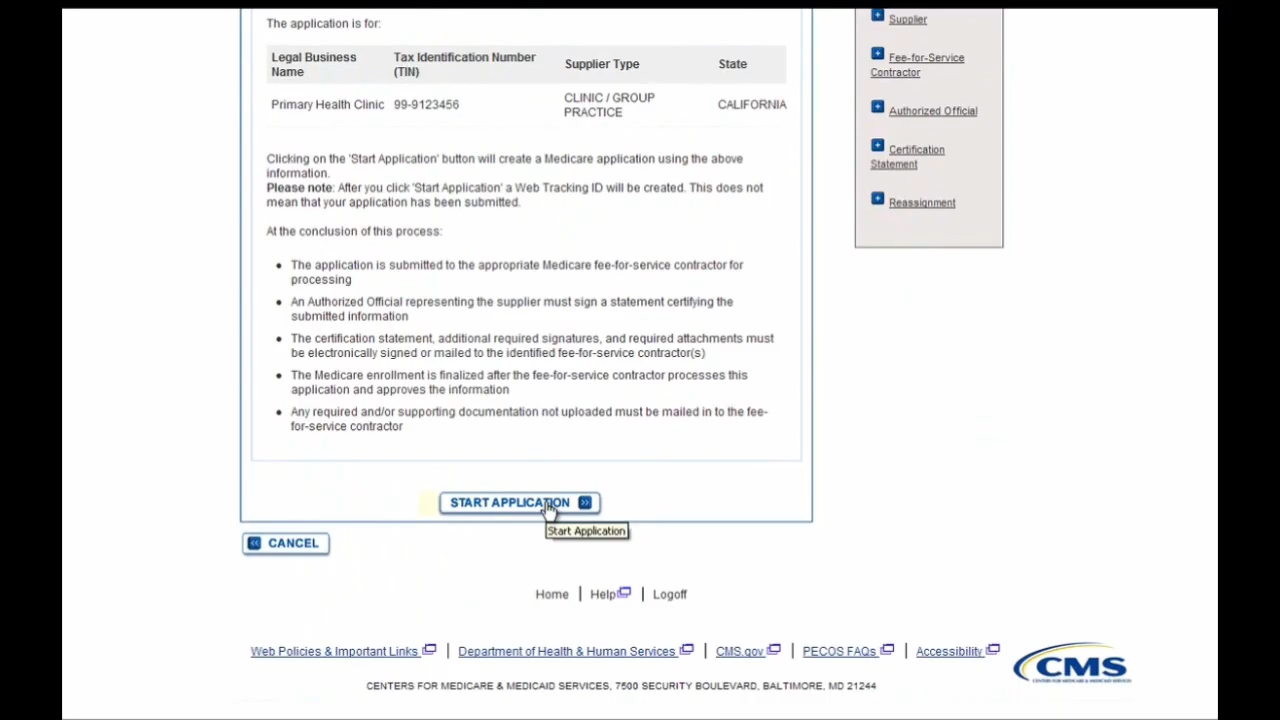 The application is for:
Legal Business Name
Tax Identification Number (TIN)
Supplier Type
State
Primary Health Clinic
99-9123456
CLINIC / GROUP PRACTICE
CALIFORNIA
Clicking on the 'Start Application' button will create a Medicare application using the above
information.
Please note: After you click 'Start Application' a Web Tracking ID will be created. This does not
mean that your application has been submitted.
At the conclusion of this process:
The application is submitted to the appropriate Medicare fee-for-service contractor for
processing
An Authorized Official representing the supplier must sign a statement certifying the
submitted information
The certification statement, additional required signatures, and required attachments must
be electronically signed or mailed to the identified fee-for-service contractor(s)
The Medicare enrollment is finalized after the fee-for-service contractor processes this
application and approves the information
Any required and/or supporting documentation not uploaded must be mailed in to the fee-
for-service contractor
START APPLICATION
Start Application
CANCEL
Supplier
Fee-for-Service
Contractor
Authorized Official
Certification
Statement
Reassignment
Home | Help | Logoff
Web Policies & Important Links | Department of Health & Human Services | CMS.gov | PECOS FAQs | Accessibility
CMS
CENTERS FOR MEDICARE & MEDICAID SERVICES
CENTERS FOR MEDICARE & MEDICAID SERVICES, 7500 SECURITY BOULEVARD, BALTIMORE, MD 21244